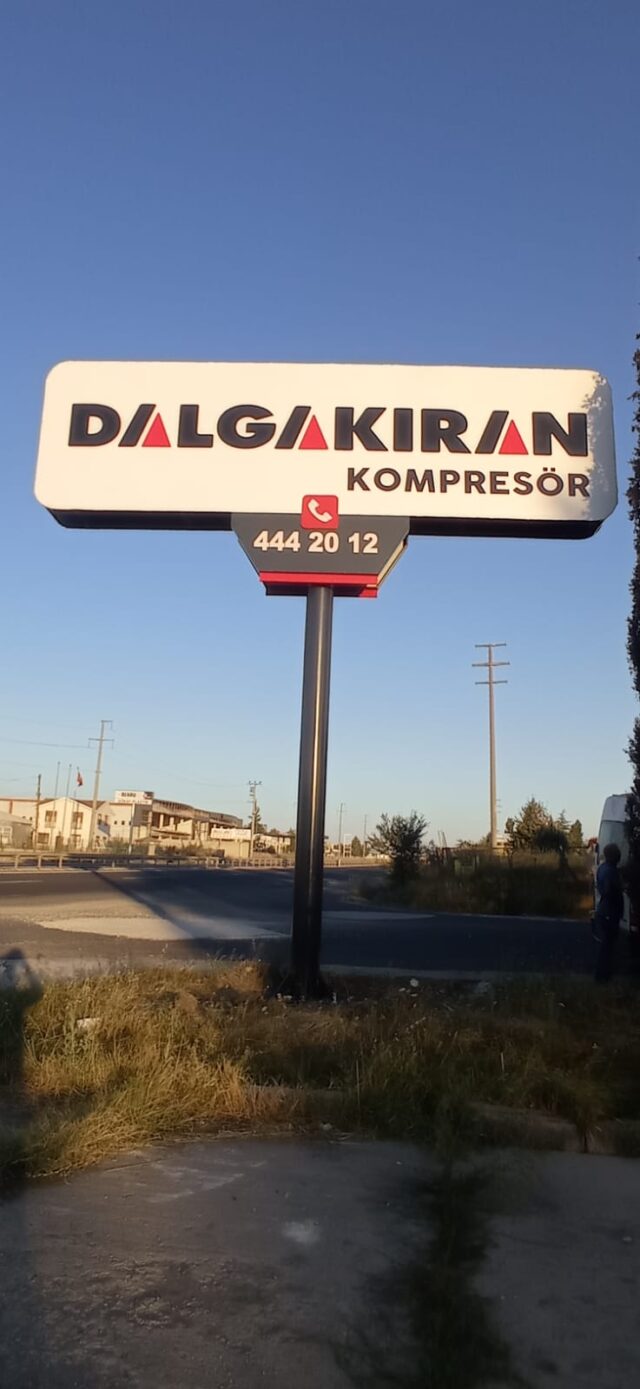 DALGAKIRAN
KOMPRESÖR
444 20 12